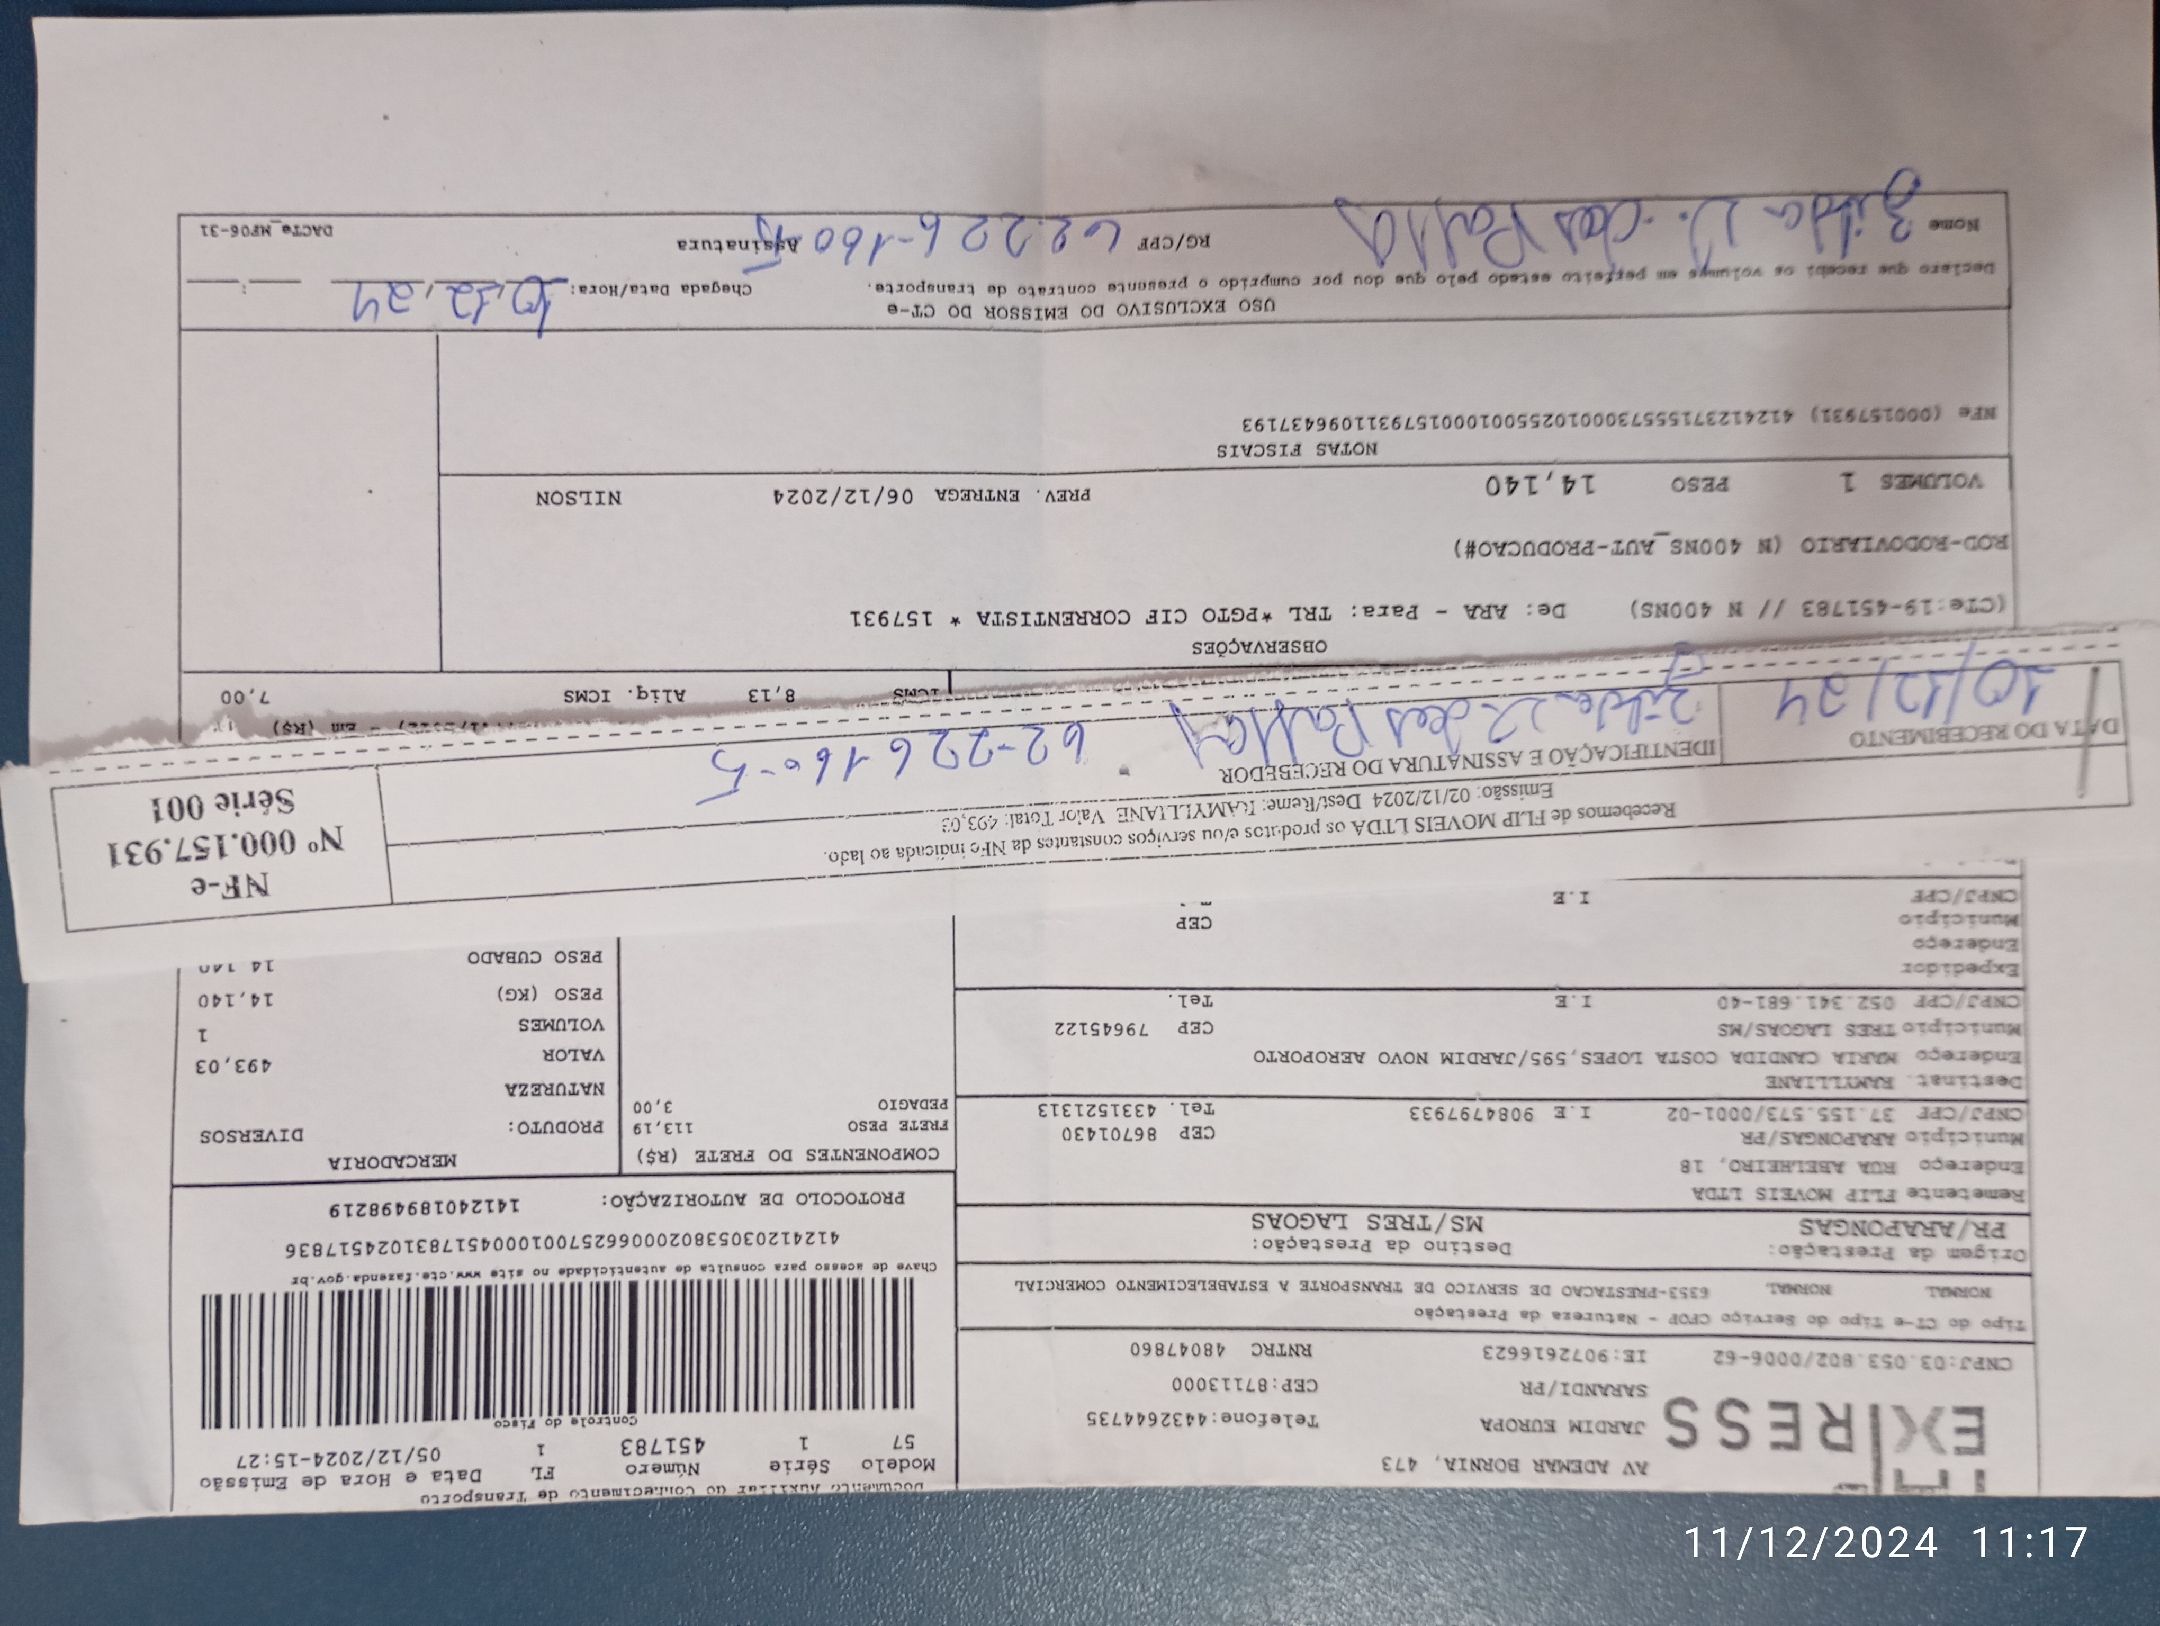 Documento Auxiliar do Conhecimento de Transporte
EX RESS
AV ADEMAR BORNIA, 473
JARDIM EUROPA Telefone:4432644735
SARANDI/PR CEP:87113000
CNPJ:03.053.802/0006-62 IE:9072616623 RNTRC 48047860
Modelo Série Número FL Data e Hora de Emissão
57 1 451783 1 05/12/2024-15:27
Controle do Fisco
Tipo do CT-e Tipo do Serviço CFOP - Natureza da Prestação
NORMAL NORMAL 6353-PRESTACAO DE SERVICO DE TRANSPORTE A ESTABELECIMENTO COMERCIAL
Chave de acesso para consulta de autenticidade no site www.cte.fazenda.gov.br
41241203053802000662570010004517831024517836
Origem da Prestação: Destino da Prestação:
PR/ARAPONGAS MS/TRES LAGOAS
PROTOCOLO DE AUTORIZAÇÃO: 141240189498219
Remetente FLIP MOVEIS LTDA
Endereço RUA ABELHEIRO, 18
Município ARAPONGAS/PR CEP 86701430
CNPJ/CPF 37.155.573/0001-02 I.E 9084797933 Tel. 4331521313
Destinat. RAMYLLIANE
Endereço MARIA CANDIDA COSTA LOPES,595/JARDIM NOVO AEROPORTO
Município TRES LAGOAS/MS CEP 79645122
CNPJ/CPF 052.341.681-40 I.E Tel.
Expedidor
Endereço
Município CEP
CNPJ/CPF I.E
COMPONENTES DO FRETE (R$)
FRETE PESO 113,19
PEDAGIO 3,00
MERCADORIA
PRODUTO: DIVERSOS
NATUREZA
VALOR 493,03
VOLUMES 1
PESO (KG) 14,140
PESO CUBADO 14,140
Recebemos de FLIP MOVEIS LTDA os produtos e/ou serviços constantes da NFe indicada ao lado.
Emissão: 02/12/2024 Dest/Reme: RAMYLLIANE Valor Total: 493,03
NF-e
Nº 000.157.931
Série 001
DATA DO RECEBIMENTO IDENTIFICAÇÃO E ASSINATURA DO RECEBEDOR
10/12/24 62-226160-5
- em (R$)
ICMS 8,13 Aliq. ICMS 7,00
OBSERVAÇÕES
(CTe:19-451783 // N 400NS) De: ARA - Para: TRL *PGTO CIF CORRENTISTA * 157931
ROD-RODOVIARIO (N 400NS_AUT-PRODUCAO#)
VOLUMES 1 PESO 14,140 PREV. ENTREGA 06/12/2024 NILSON
NOTAS FISCAIS
NFe (000157931) 41241237155573000102550010001579311096437193
USO EXCLUSIVO DO EMISSOR DO CT-e
Declaro que recebi os volumes em perfeito estado pelo que dou por cumprido o presente contrato de transporte. Chegada Data/Hora: 10,12,24 :
Nome RG/CPF 62.226-160-5 Assinatura DACTe_MF06-31
11/12/2024 11:17